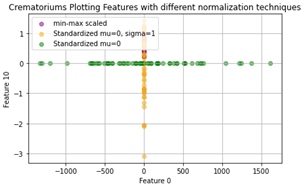 Crematoriums Plotting Features with different normalization techniques
min-max scaled
Standardized mu=0, sigma=1
Standardized mu=0
1
0
−1
−2
−3
Feature 10
−1000
−500
0
500
1000
1500
Feature 0